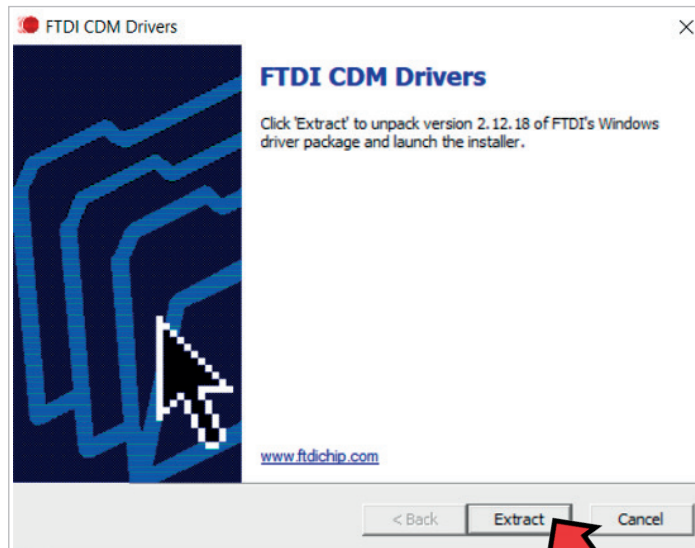 FTDI CDM Drivers
FTDI CDM Drivers
Click 'Extract' to unpack version 2.12.18 of FTDI's Windows
driver package and launch the installer.
www.ftdichip.com
< Back
Extract
Cancel